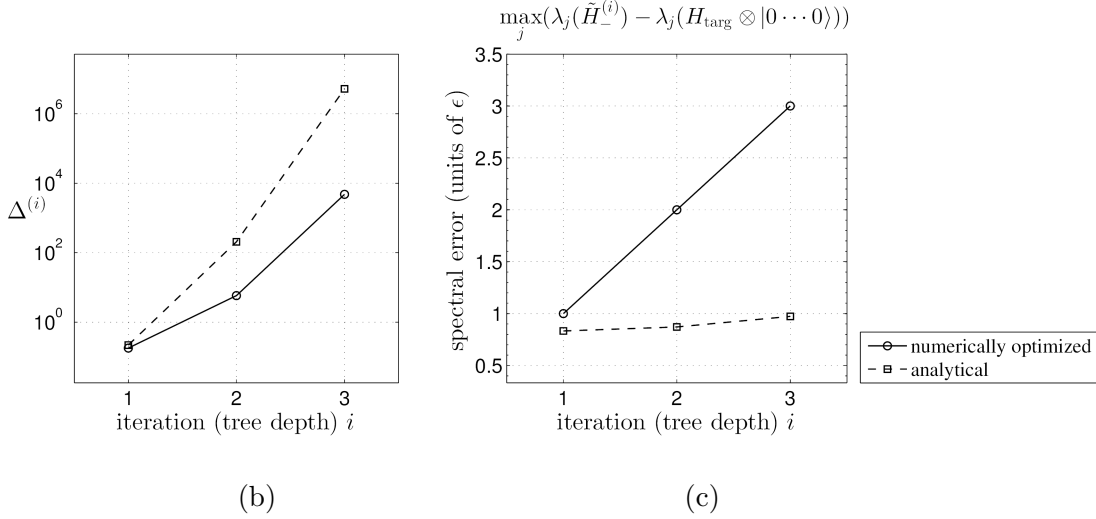 max_j(λ_j(H̃_−^{(i)}) − λ_j(H_targ ⊗ |0 ⋯ 0⟩))
10^6
10^4
10^2
10^0
Δ^{(i)}
1 2 3
iteration (tree depth) i
(b)
3.5
3
2.5
2
1.5
1
0.5
spectral error (units of ϵ)
1 2 3
iteration (tree depth) i
(c)
numerically optimized
analytical